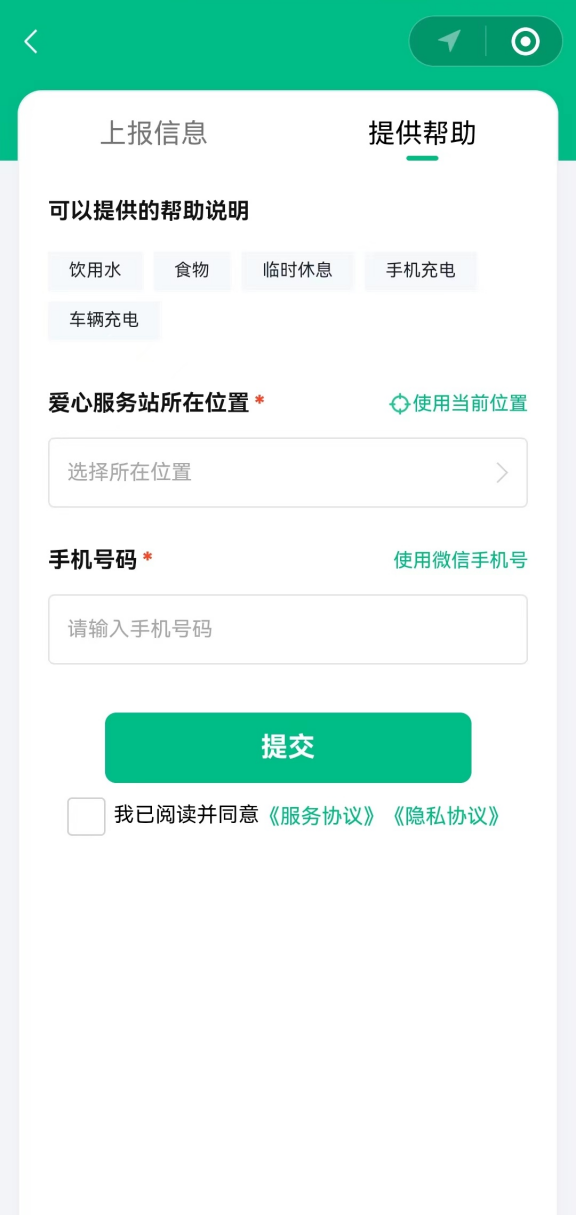 上报信息 提供帮助
可以提供的帮助说明
饮用水 食物 临时休息 手机充电
车辆充电
爱心服务站所在位置* 使用当前位置
选择所在位置
手机号码* 使用微信手机号
请输入手机号码
提交
我已阅读并同意《服务协议》《隐私协议》